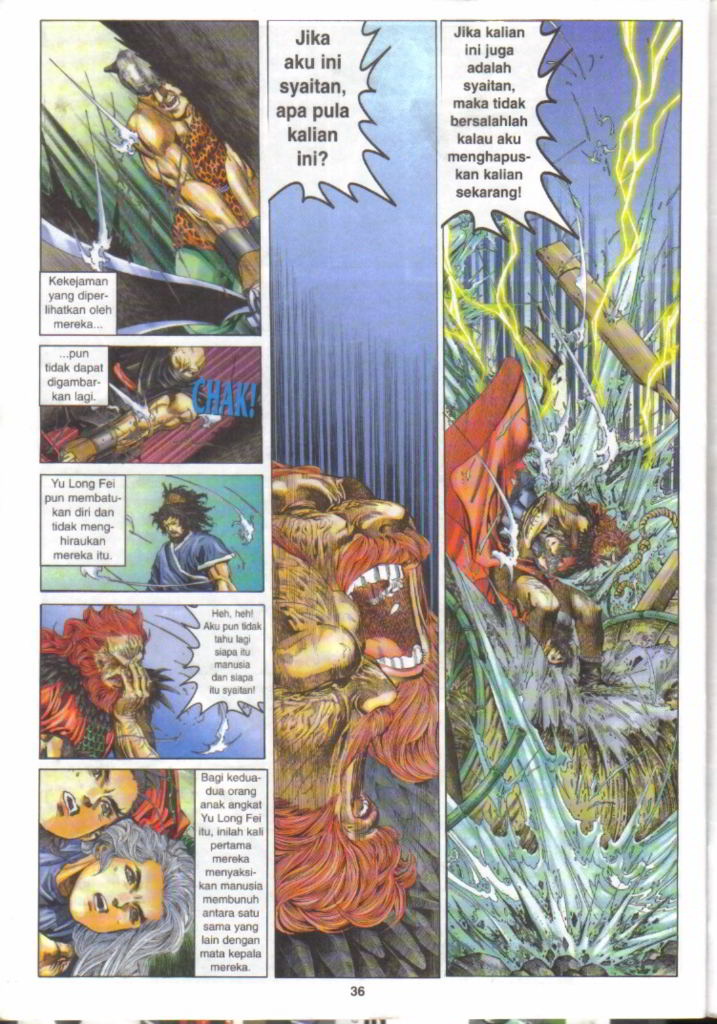 Kekejaman
yang diper-
lihatkan oleh
mereka...
...pun
tidak dapat
digambar-
kan lagi.
CHAK!
Yu Long Fei
pun membatu-
kan diri dan
tidak meng-
hiraukan
mereka itu.
Heh, heh!
Aku pun tidak
tahu lagi
siapa itu
manusia
dan siapa
itu syaitan!
Bagi kedua-
dua orang
anak angkat
Yu Long Fei
itu, inilah kali
pertama
mereka
menyaksi-
kan manusia
membunuh
antara satu
sama yang
lain dengan
mata kepala
mereka.
Jika
aku ini
syaitan,
apa pula
kalian
ini?
Jika kalian
ini juga
adalah
syaitan,
maka tidak
bersalahlah
kalau aku
menghapus-
kan kalian
sekarang!
36